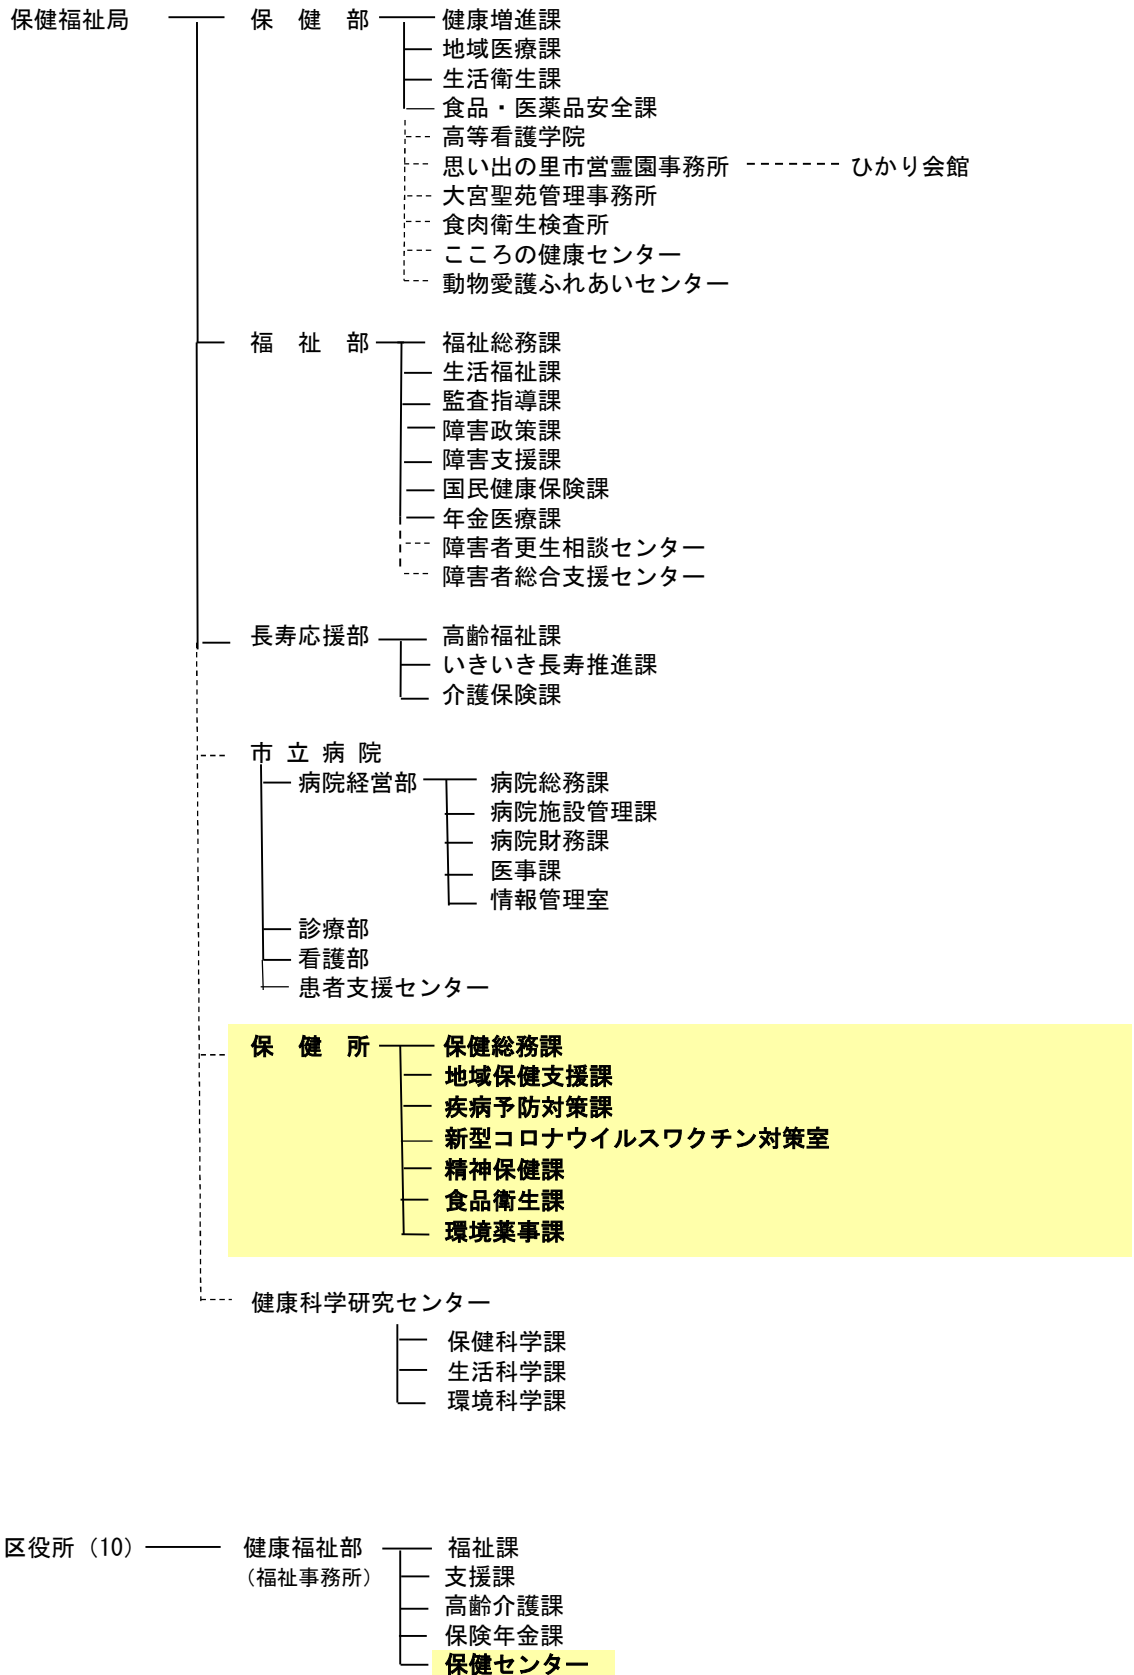 保健福祉局 保　健　部 健康増進課
地域医療課
生活衛生課
食品・医薬品安全課
高等看護学院
思い出の里市営霊園事務所 ひかり会館
大宮聖苑管理事務所
食肉衛生検査所
こころの健康センター
動物愛護ふれあいセンター
福　祉　部 福祉総務課
生活福祉課
監査指導課
障害政策課
障害支援課
国民健康保険課
年金医療課
障害者更生相談センター
障害者総合支援センター
長寿応援部 高齢福祉課
いきいき長寿推進課
介護保険課
市 立 病 院
病院経営部 病院総務課
病院施設管理課
病院財務課
医事課
情報管理室
診療部
看護部
患者支援センター
保　健　所 保健総務課
地域保健支援課
疾病予防対策課
新型コロナウイルスワクチン対策室
精神保健課
食品衛生課
環境薬事課
健康科学研究センター
保健科学課
生活科学課
環境科学課
区役所（10） 健康福祉部 福祉課
（福祉事務所） 支援課
高齢介護課
保険年金課
保健センター